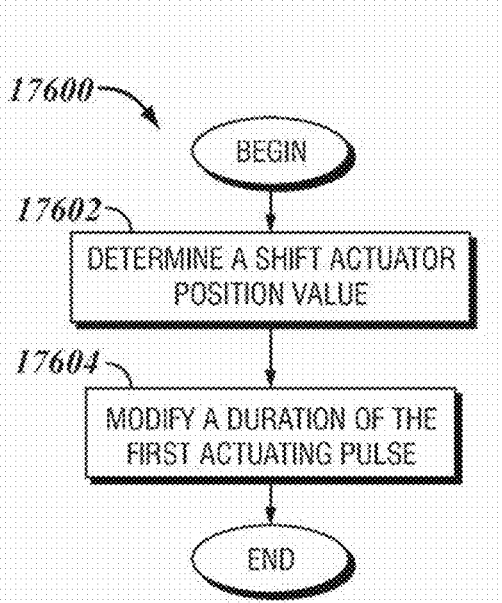 17600
BEGIN
17602
DETERMINE A SHIFT ACTUATOR
POSITION VALUE
17604
MODIFY A DURATION OF THE
FIRST ACTUATING PULSE
END